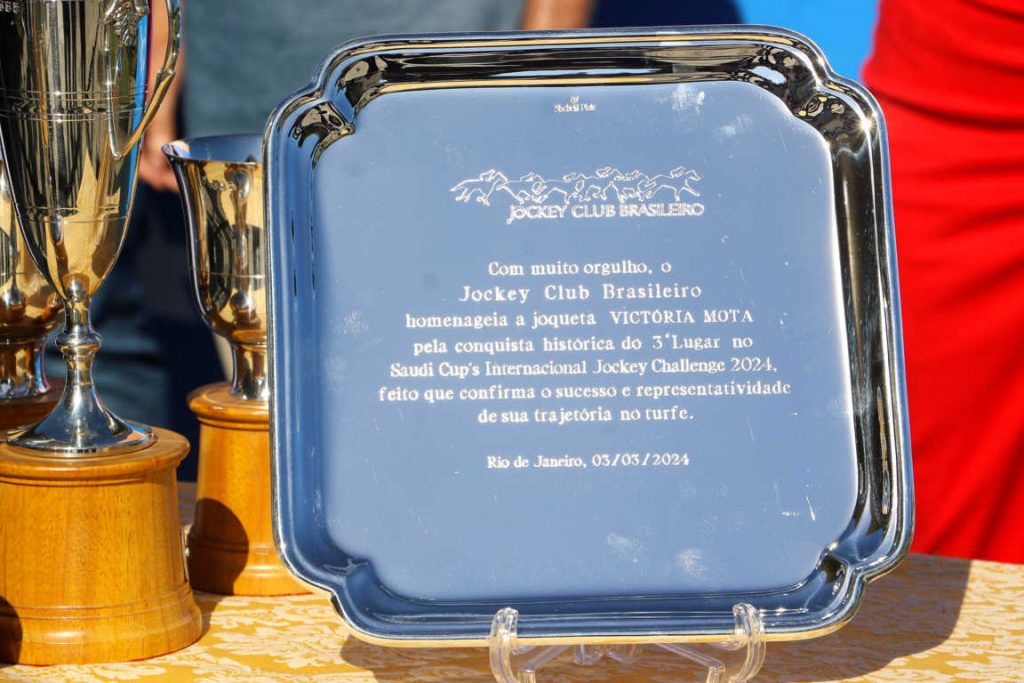 Sheffield Plate
JOCKEY CLUB BRASILEIRO
Com muito orgulho, o
Jockey Club Brasileiro
homenageia a joqueta VICTÓRIA MOTA
pela conquista histórica do 3°Lugar no
Saudi Cup's Internacional Jockey Challenge 2024,
feito que confirma o sucesso e representatividade
de sua trajetória no turfe.
Rio de Janeiro, 03/03/2024